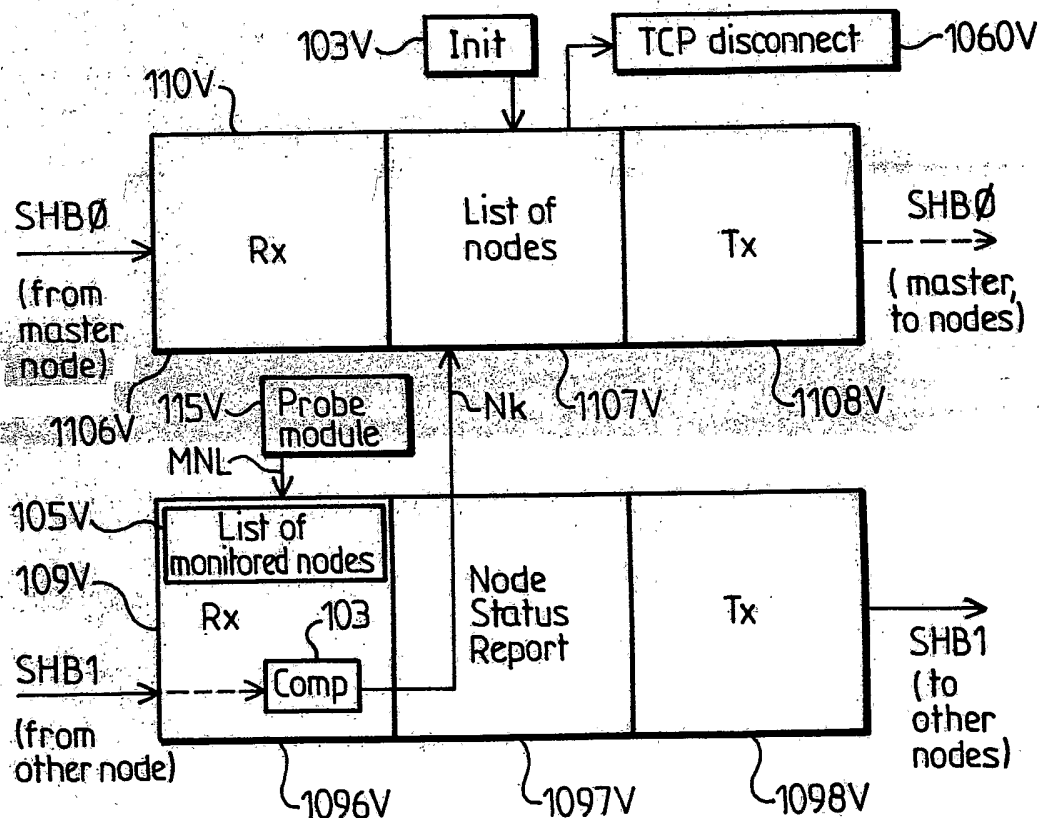 103V
Init
TCP disconnect
1060V
110V
SHBØ
(from
master
node)
Rx
List of
nodes
Tx
SHBØ
(master,
to nodes)
1106V
115V
Probe
module
Nk
1107V
1108V
MNL
105V
List of
monitored nodes
109V
Rx
103
Comp
Node
Status
Report
Tx
SHB1
(from
other node)
SHB1
(to
other
nodes)
1096V
1097V
1098V